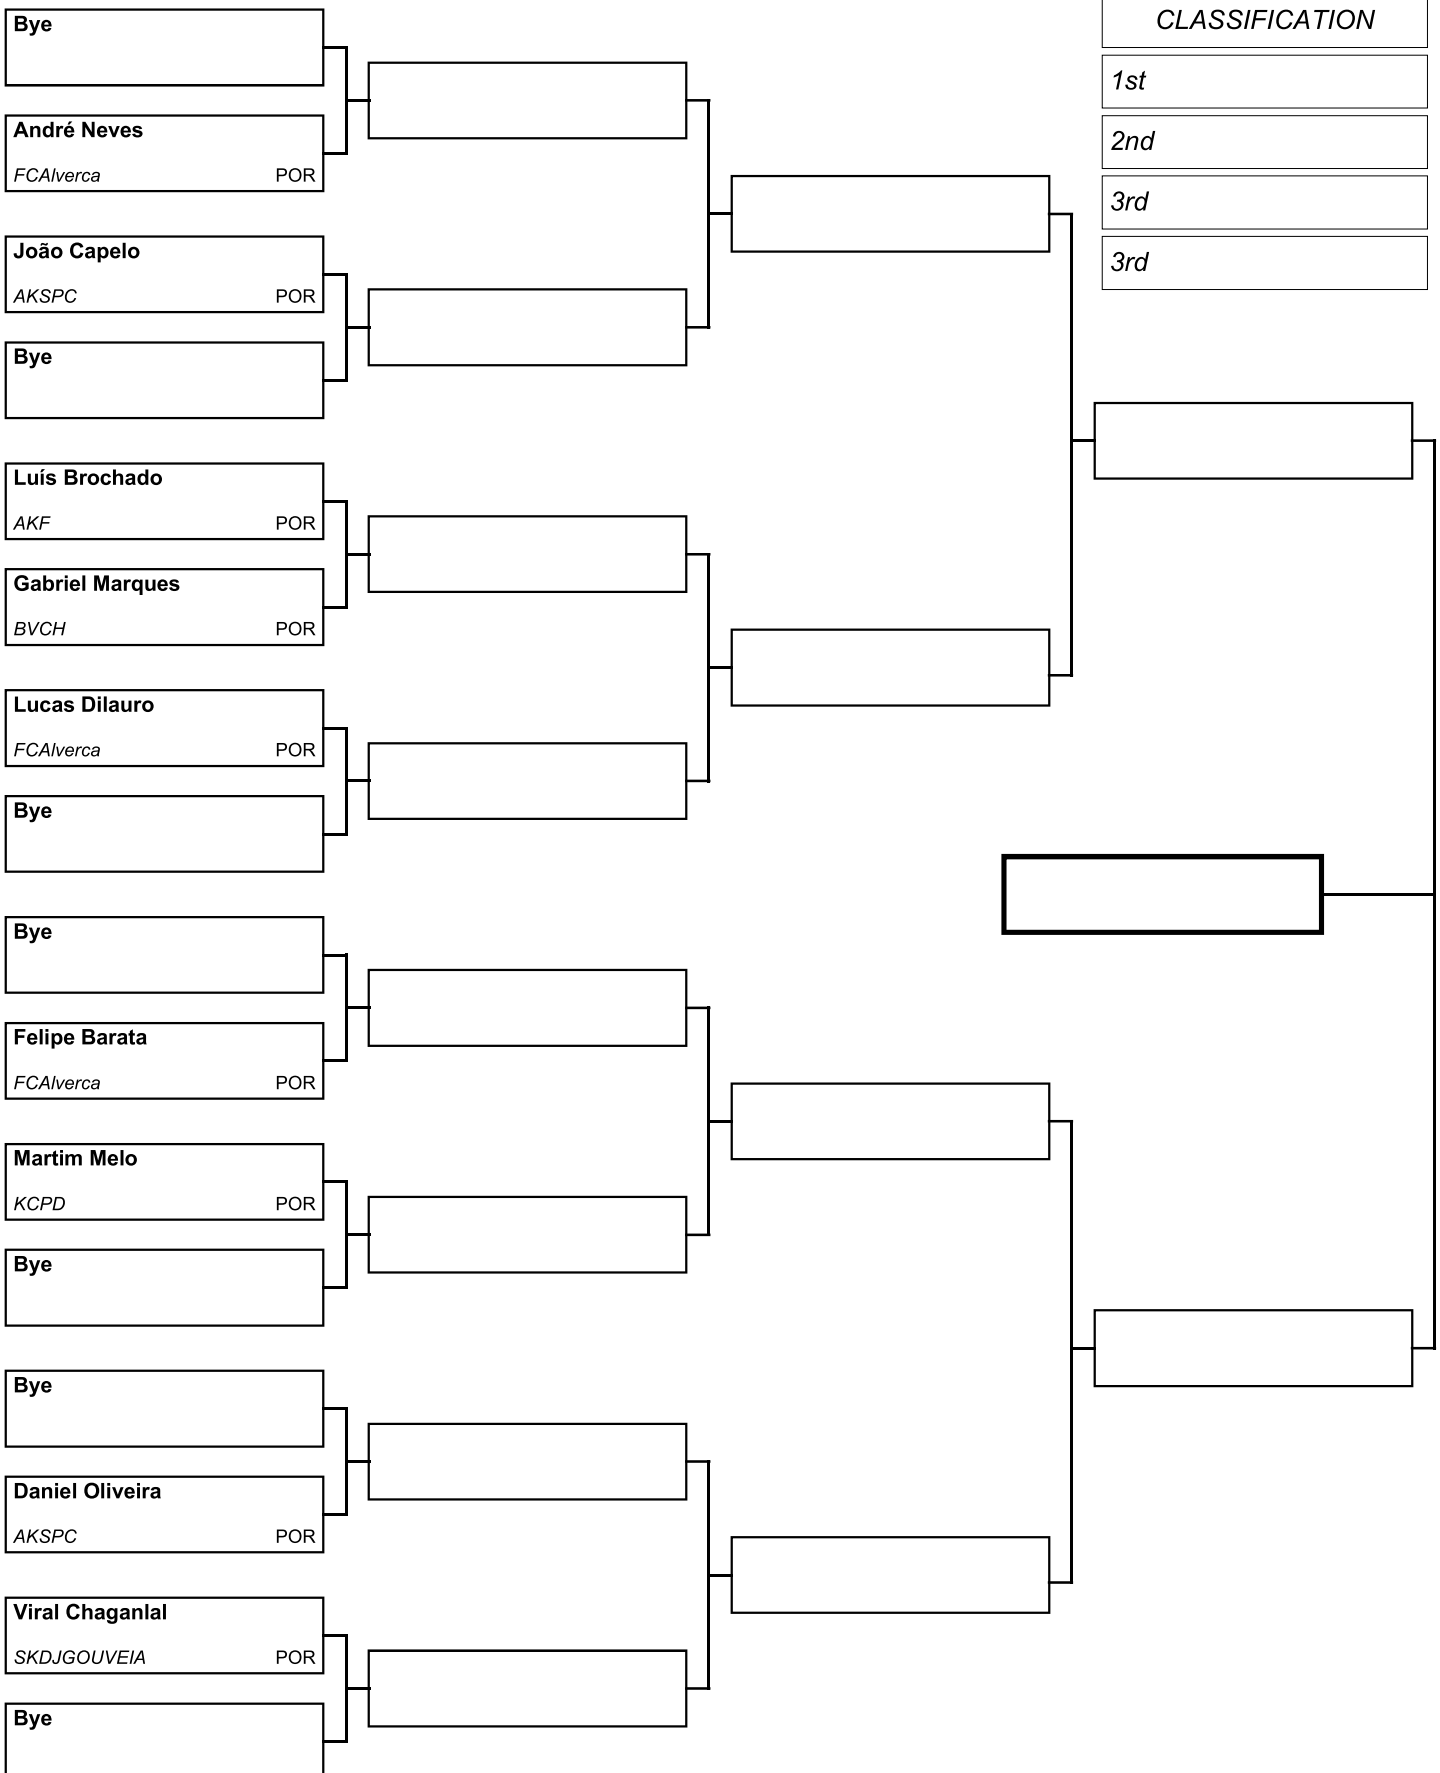 Bye
André Neves
FCAlverca POR
João Capelo
AKSPC POR
Bye
Luís Brochado
AKF POR
Gabriel Marques
BVCH POR
Lucas Dilauro
FCAlverca POR
Bye
Bye
Felipe Barata
FCAlverca POR
Martim Melo
KCPD POR
Bye
Bye
Daniel Oliveira
AKSPC POR
Viral Chaganlal
SKDJGOUVEIA POR
Bye
CLASSIFICATION
1st
2nd
3rd
3rd